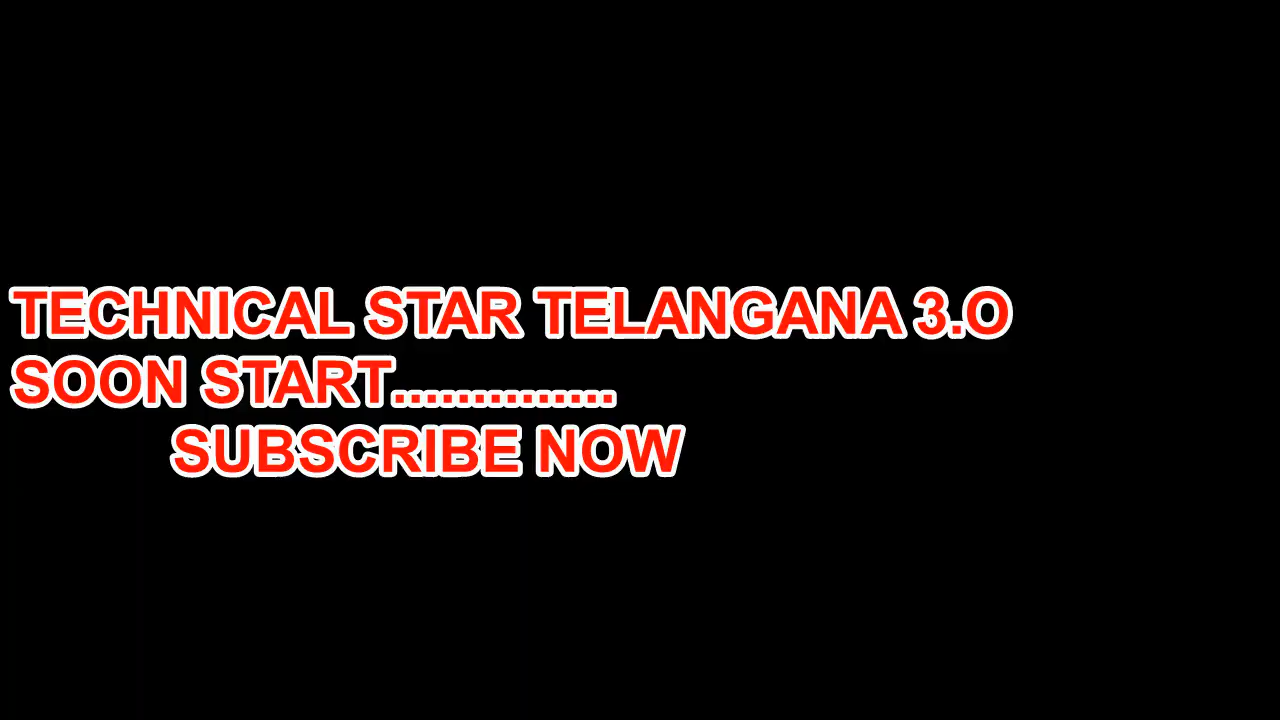 TECHNICAL STAR TELANGANA 3.O
SOON START...............
SUBSCRIBE NOW